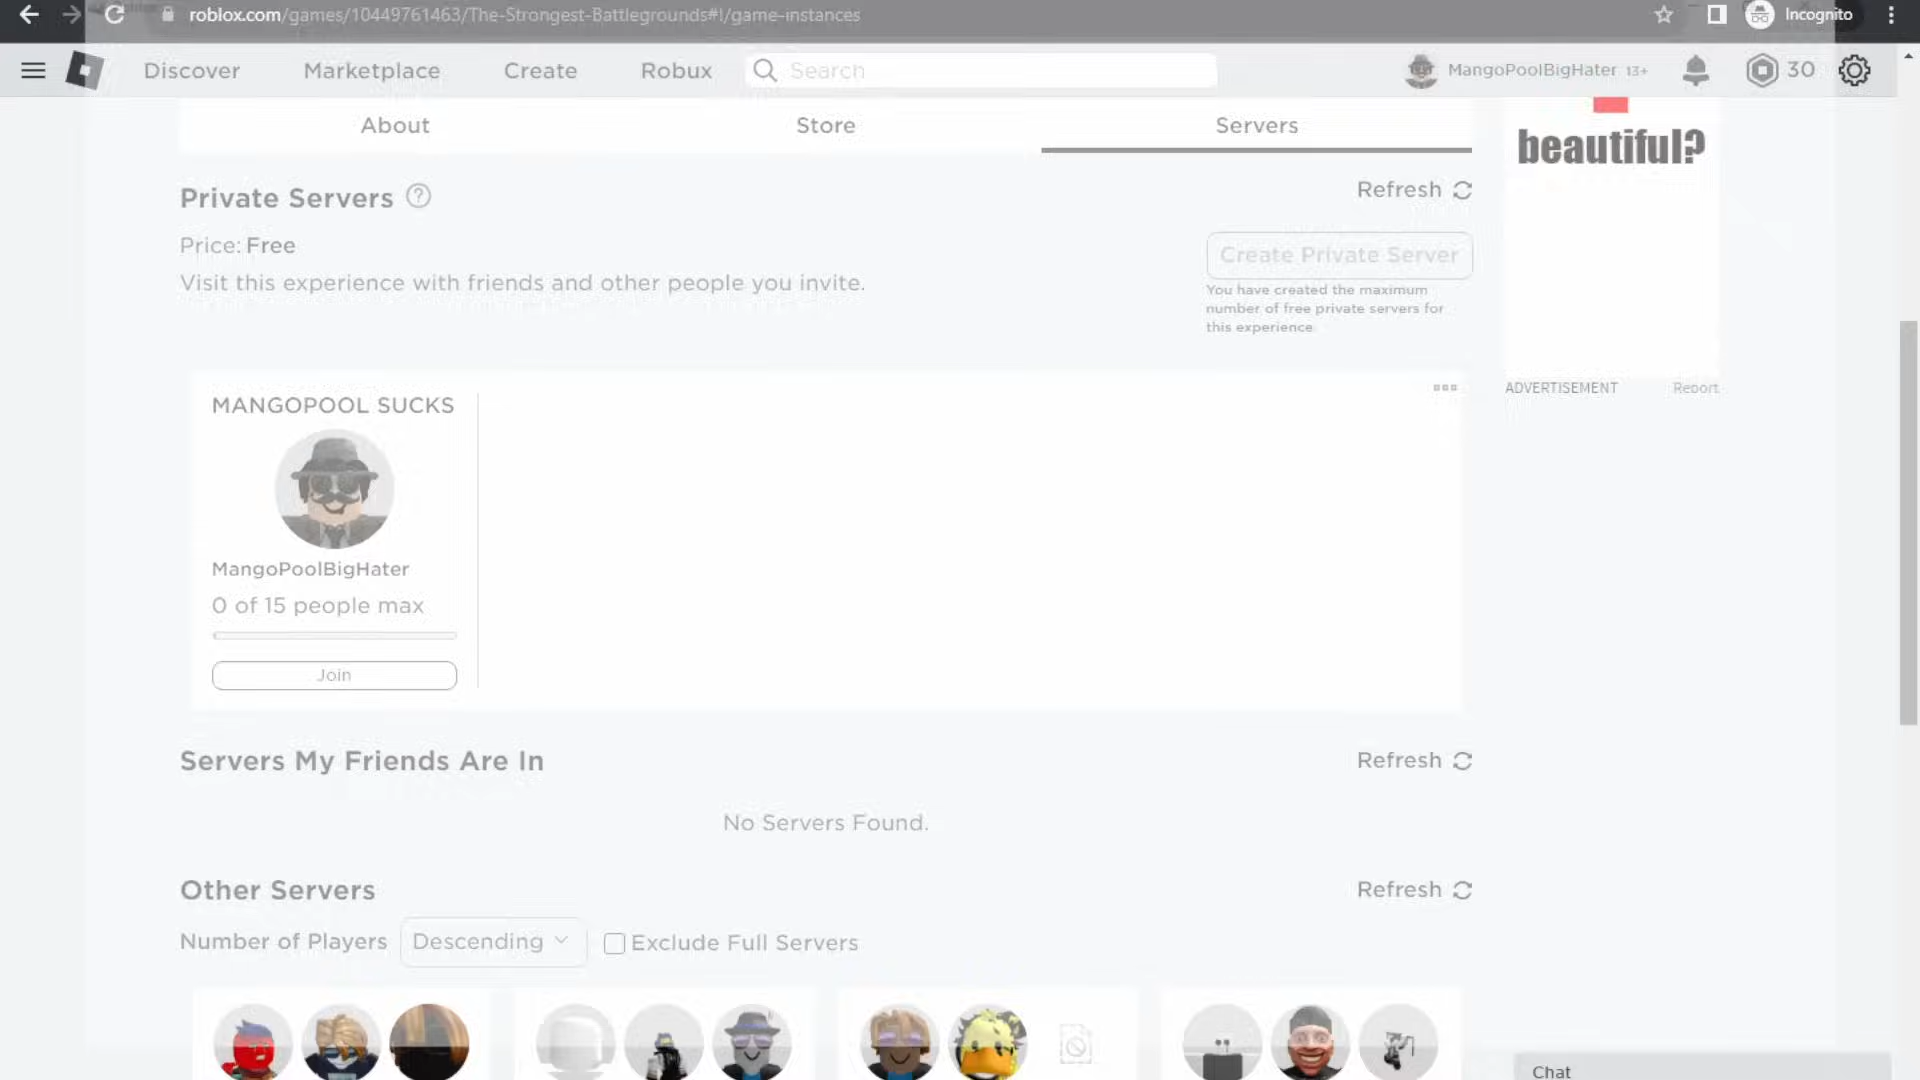 roblox.com/games/10449761463/The-Strongest-Battlegrounds#!/game-instances
Incognito
Discover
Marketplace
Create
Robux
Search
MangoPoolBigHater 13+
30
About
Store
Servers
beautiful?
Private Servers ?
Refresh
Price: Free
Create Private Server
Visit this experience with friends and other people you invite.
You have created the maximum
number of free private servers for
this experience.
ADVERTISEMENT
Report
MANGOPOOL SUCKS
MangoPoolBigHater
0 of 15 people max
Join
Servers My Friends Are In
Refresh
No Servers Found.
Other Servers
Refresh
Number of Players
Descending
Exclude Full Servers
Chat